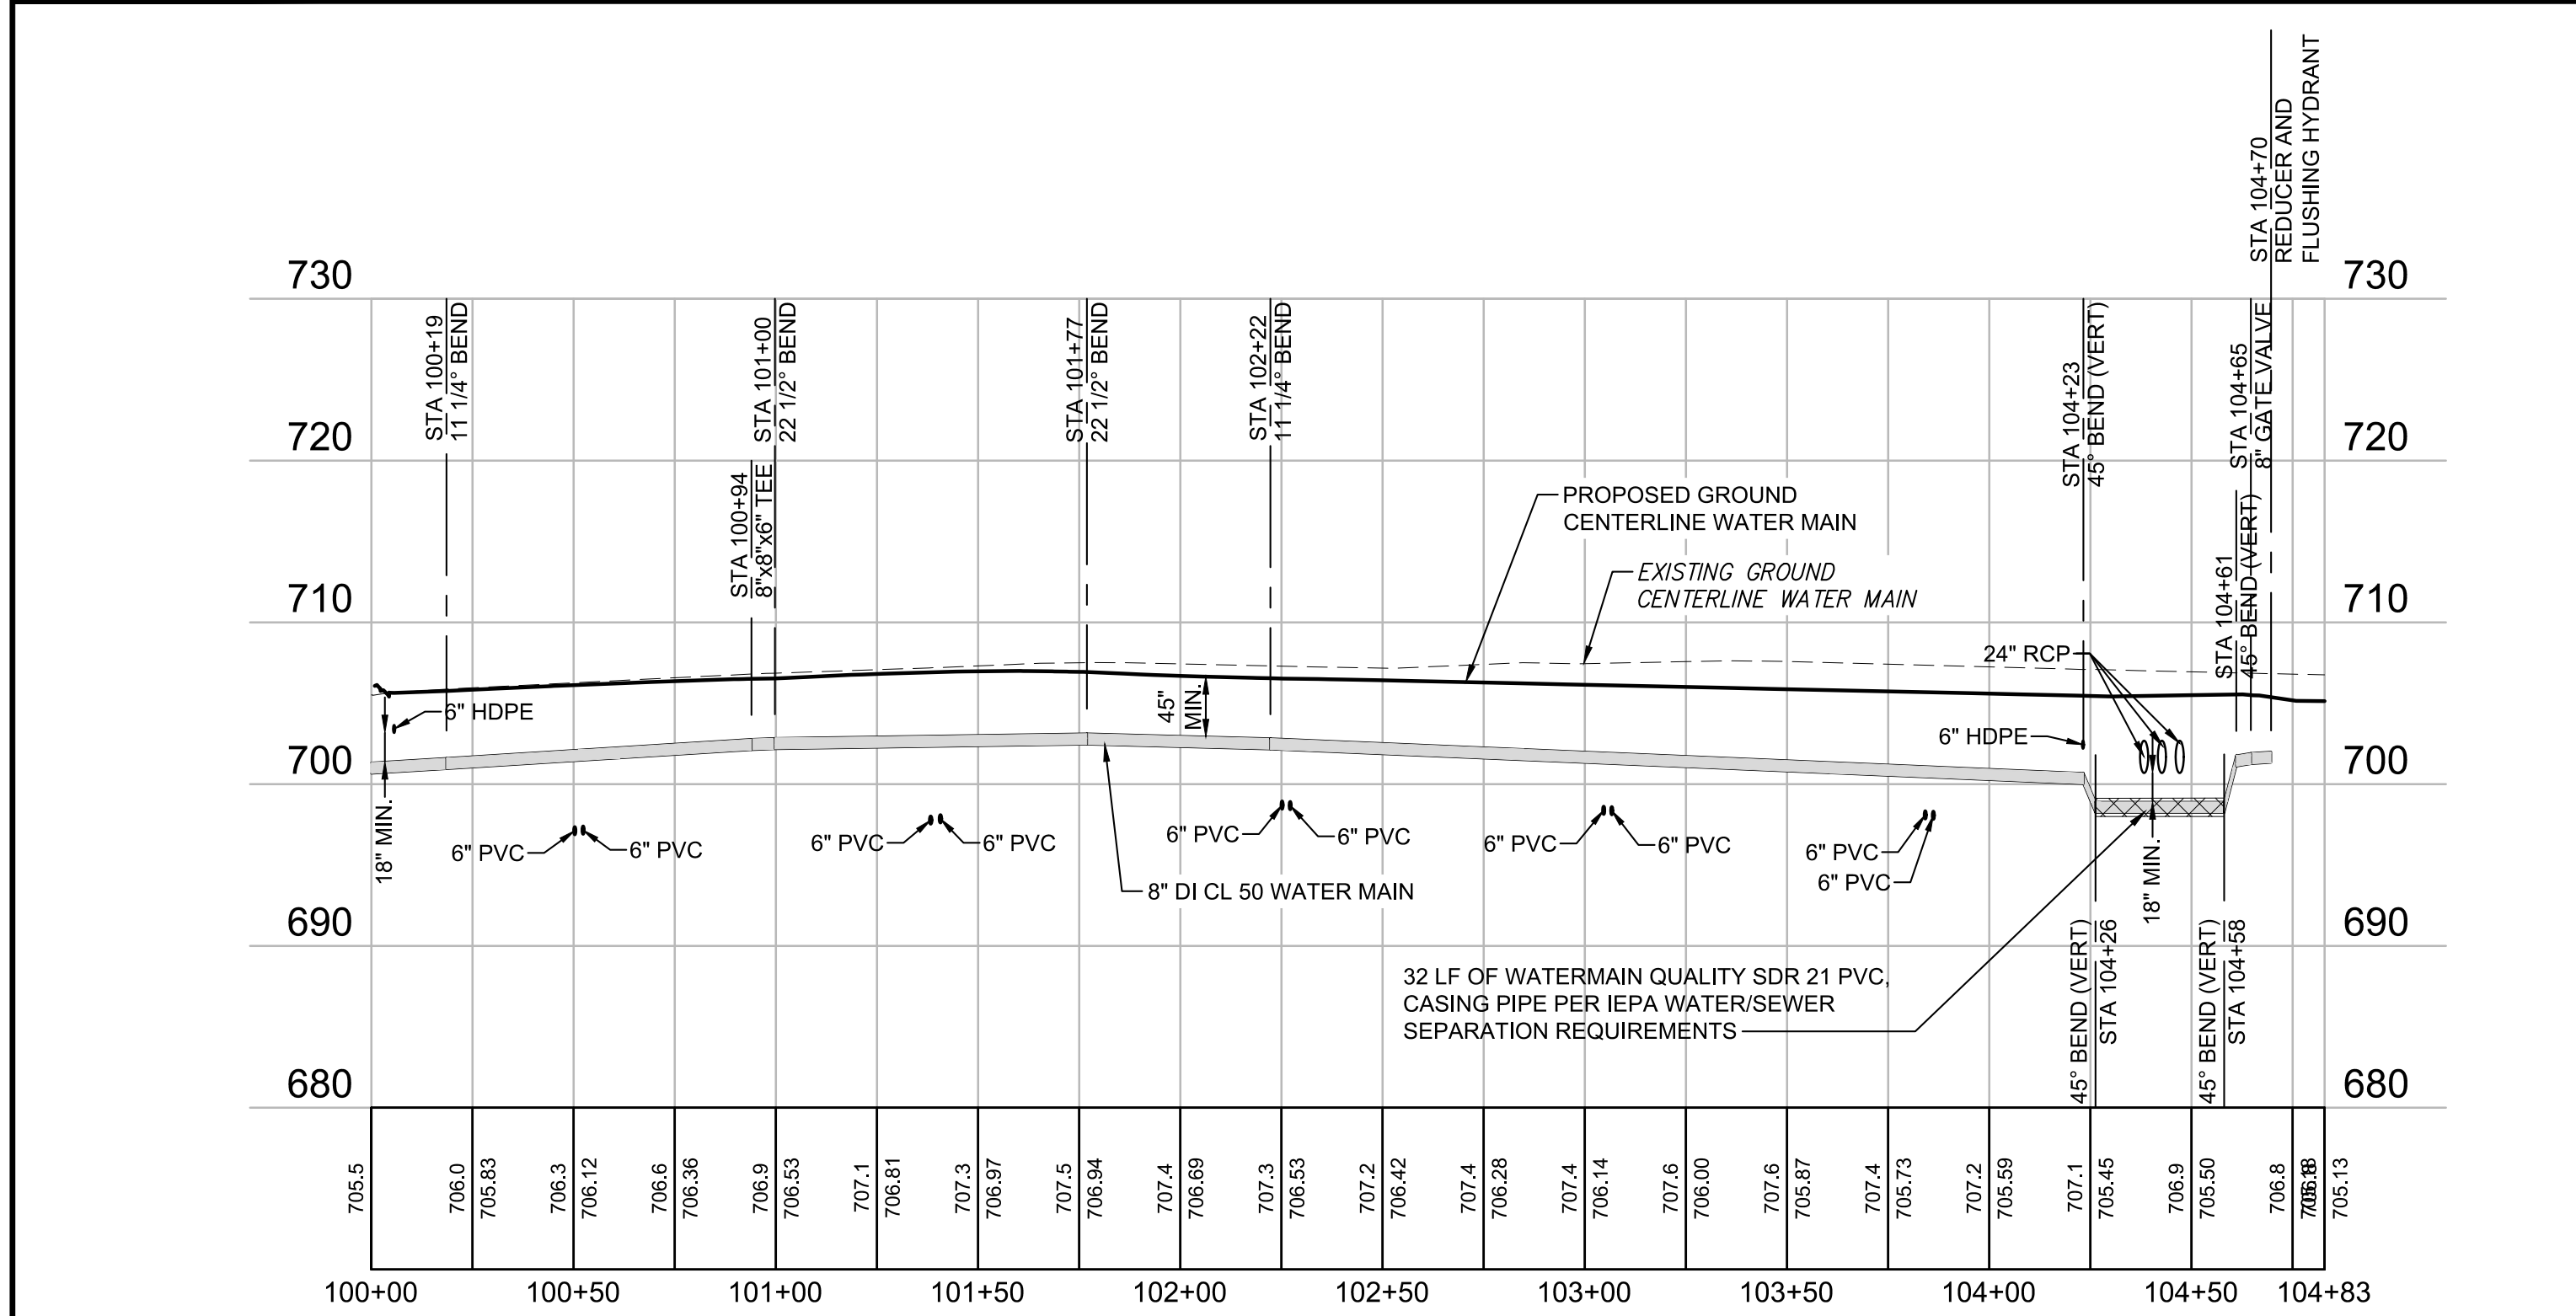 STA 104+70
REDUCER AND
FLUSHING HYDRANT
730
730
STA 100+19
11 1/4° BEND
STA 101+00
22 1/2° BEND
STA 101+77
22 1/2° BEND
STA 102+22
11 1/4° BEND
STA 104+23
45° BEND (VERT)
STA 104+65
8" GATE VALVE
720
720
STA 100+94
8"x8"x6" TEE
PROPOSED GROUND
CENTERLINE WATER MAIN
EXISTING GROUND
CENTERLINE WATER MAIN
STA 104+61
45° BEND (VERT)
710
710
24" RCP
6" HDPE
45"
MIN.
6" HDPE
700
700
18" MIN.
6" PVC
6" PVC
6" PVC
6" PVC
6" PVC
6" PVC
6" PVC
6" PVC
6" PVC
6" PVC
8" DI CL 50 WATER MAIN
18" MIN.
690
690
32 LF OF WATERMAIN QUALITY SDR 21 PVC,
CASING PIPE PER IEPA WATER/SEWER
SEPARATION REQUIREMENTS
45° BEND (VERT)
STA 104+26
45° BEND (VERT)
STA 104+58
680
680
705.5
706.0
705.83
706.3
706.12
706.6
706.36
706.9
706.53
707.1
706.81
707.3
706.97
707.5
706.94
707.4
706.69
707.3
706.53
707.2
706.42
707.4
706.28
707.4
706.14
707.6
706.00
707.6
705.87
707.4
705.73
707.2
705.59
707.1
705.45
706.9
705.50
706.8
705.13
100+00
100+50
101+00
101+50
102+00
102+50
103+00
103+50
104+00
104+50
104+83